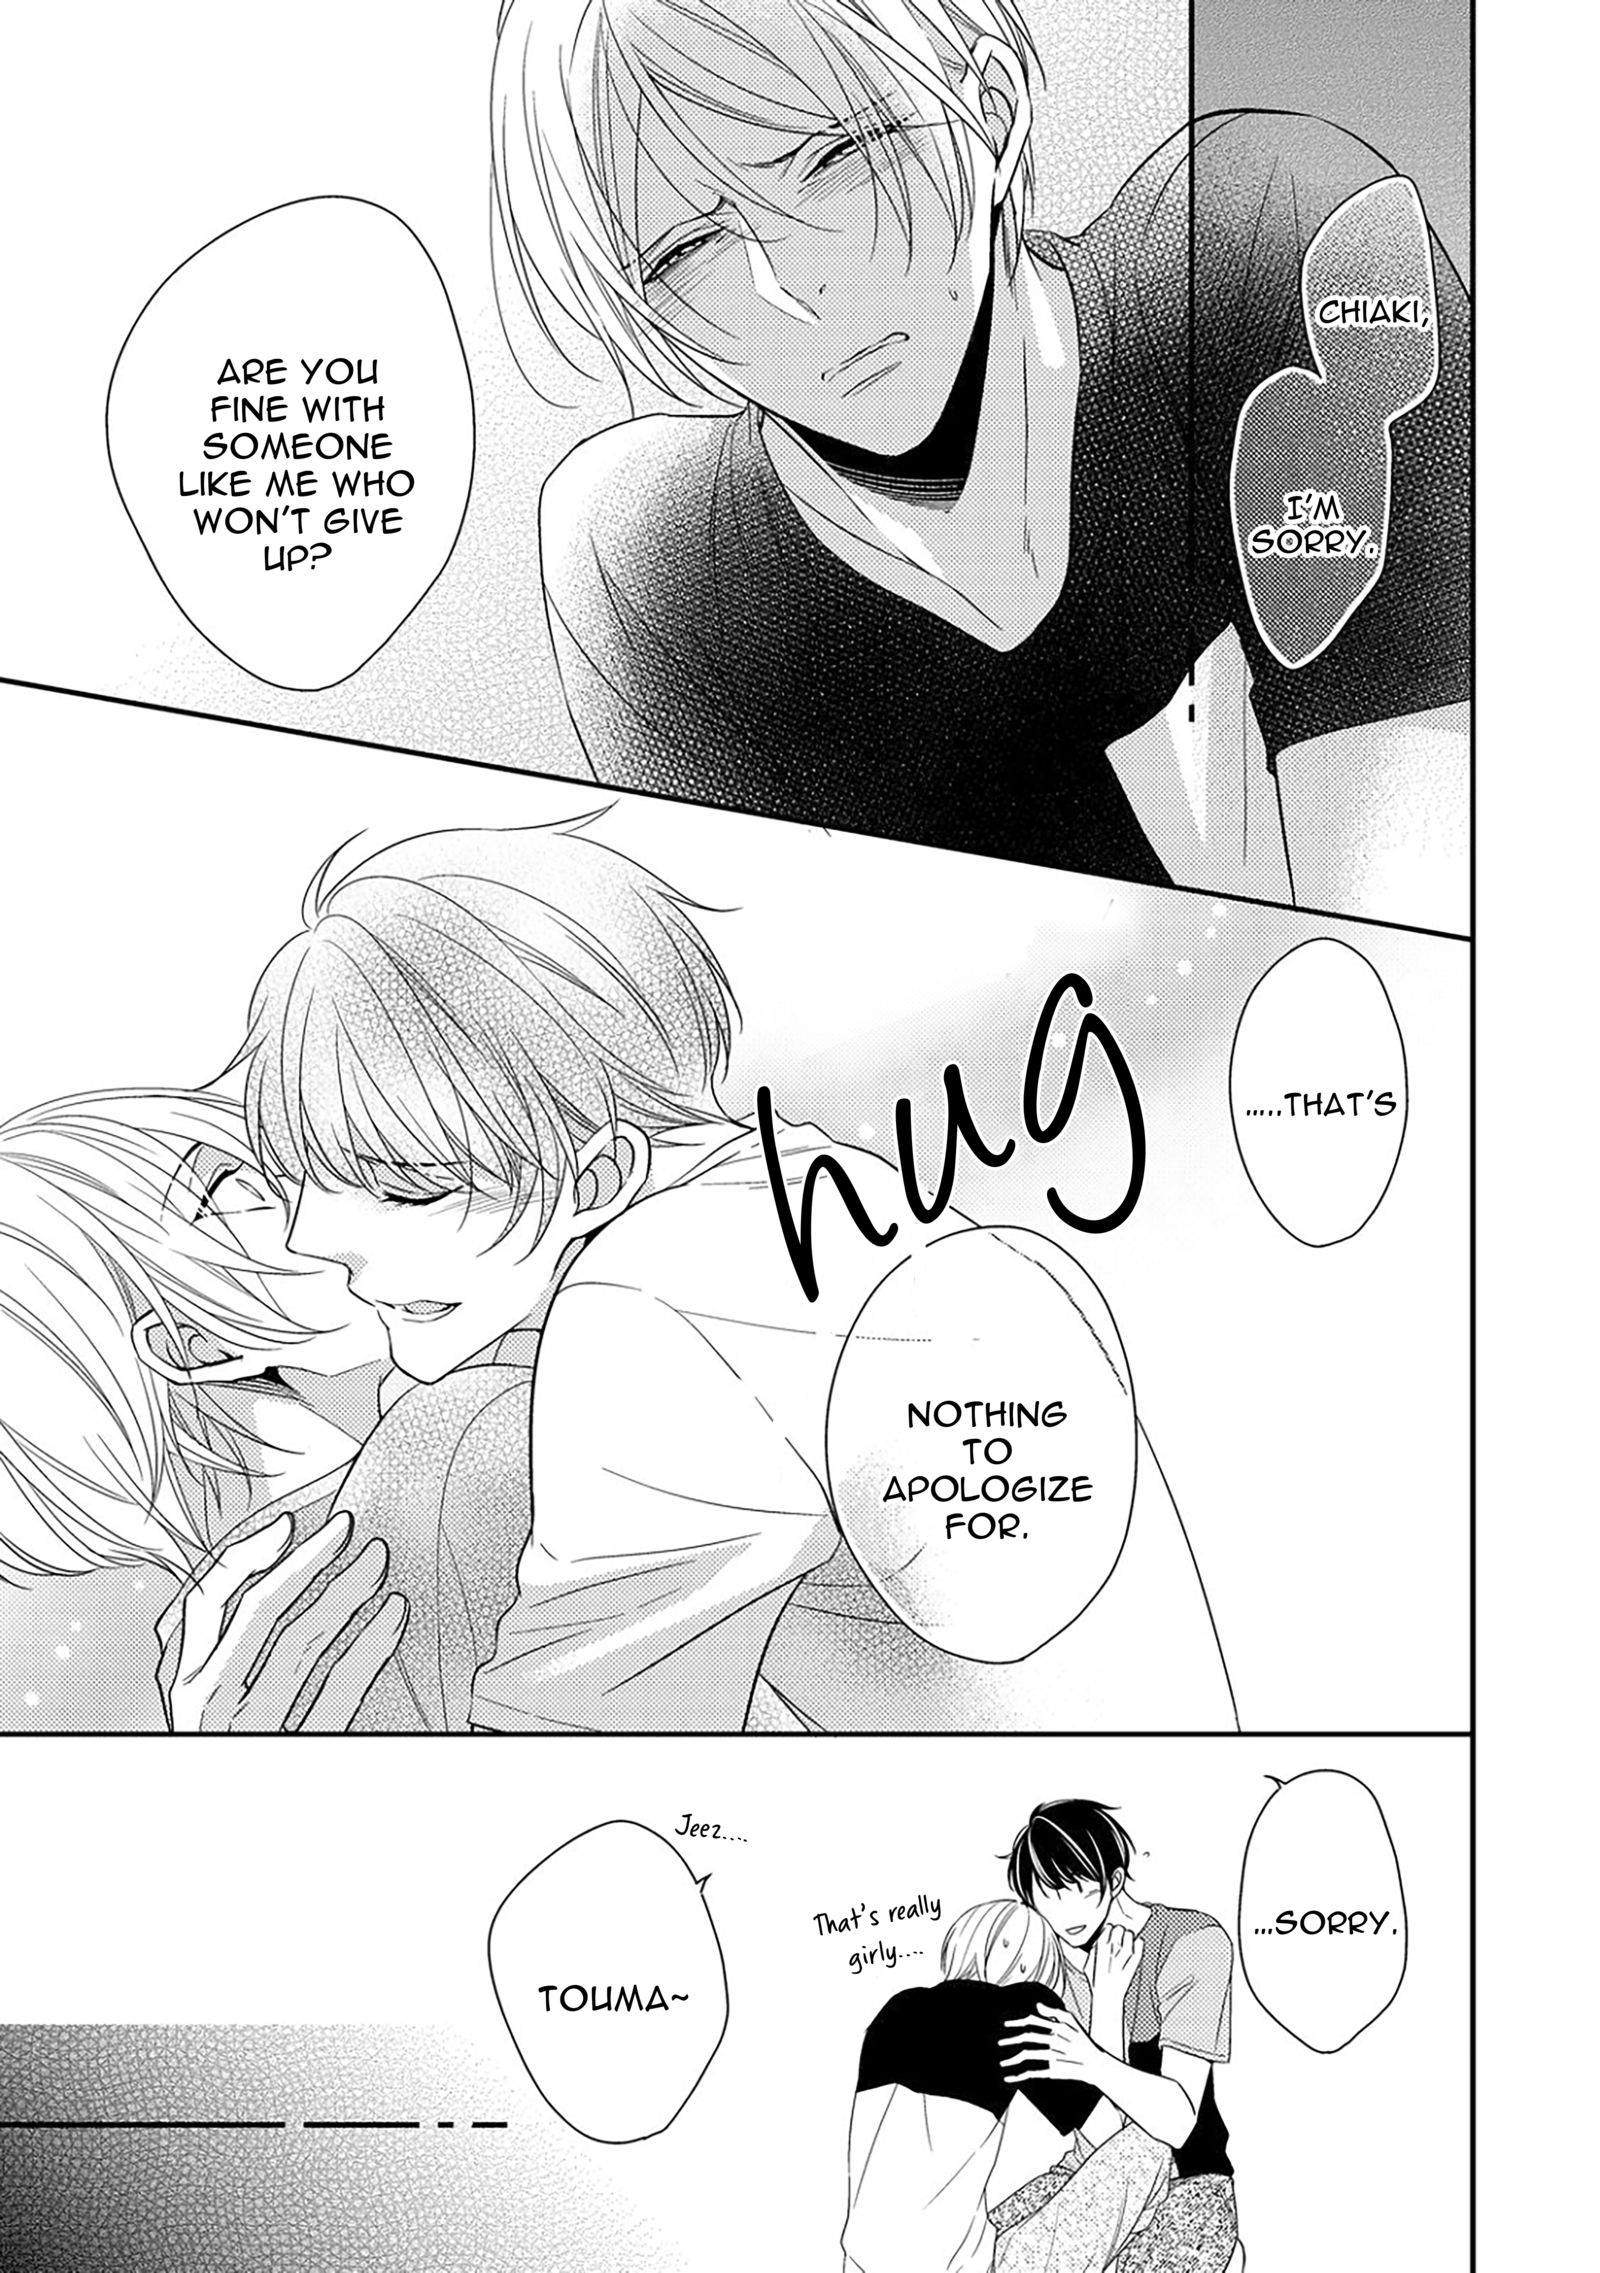 CHIAKI,
I'M
SORRY.
ARE YOU
FINE WITH
SOMEONE
LIKE ME WHO
WON'T GIVE
UP?
.....THAT'S
hug
NOTHING
TO
APOLOGIZE
FOR.
...SORRY.
That's really
girly....
Jeez....
TOUMA~